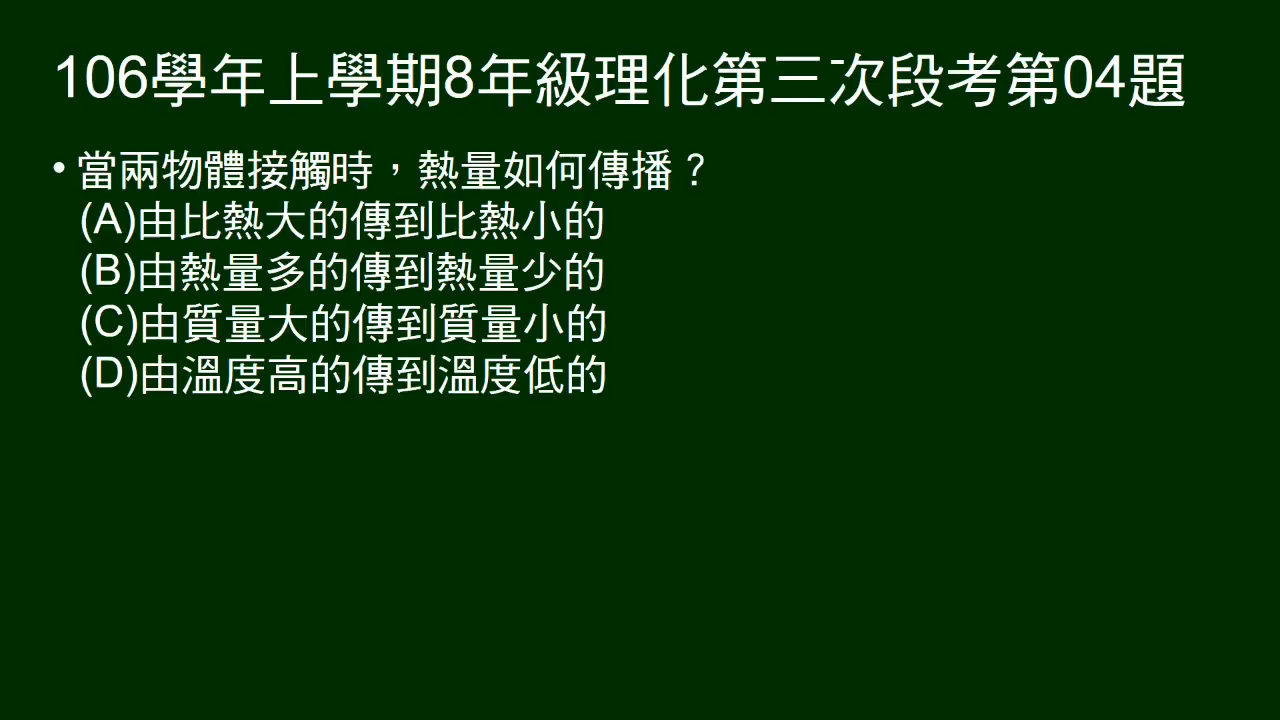 106學年上學期8年級理化第三次段考第04題
•當兩物體接觸時，熱量如何傳播？
(A)由比熱大的傳到比熱小的
(B)由熱量多的傳到熱量少的
(C)由質量大的傳到質量小的
(D)由溫度高的傳到溫度低的